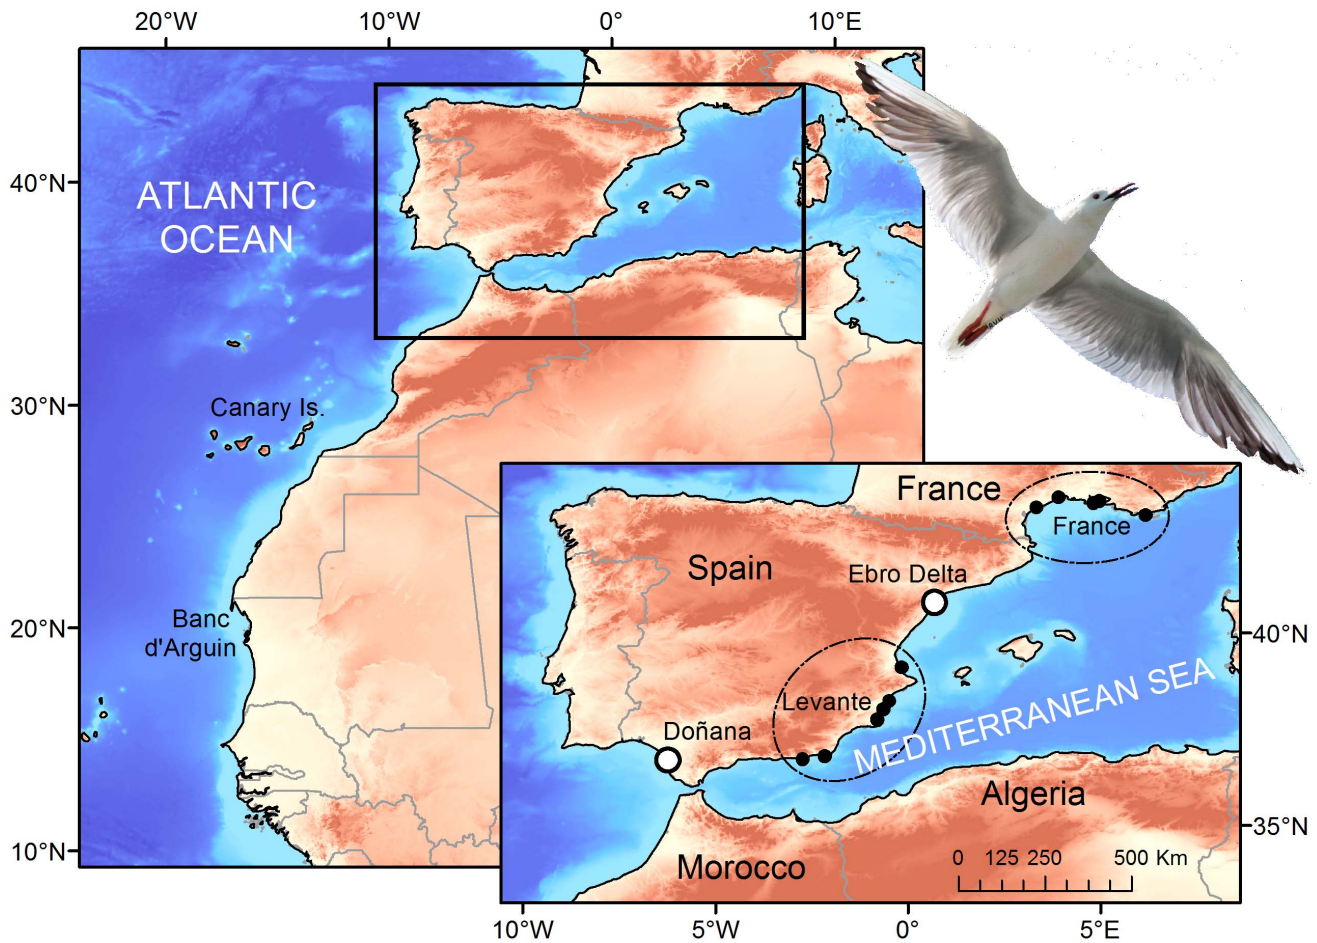 20°W 10°W 0° 10°E
40°N
ATLANTIC
OCEAN
30°N
Canary Is.
Banc
d'Arguin
20°N
10°N
France
France
Spain
Ebro Delta
40°N
Levante
MEDITERRANEAN SEA
Doñana
Algeria
35°N
Morocco
0 125 250 500 Km
10°W 5°W 0° 5°E